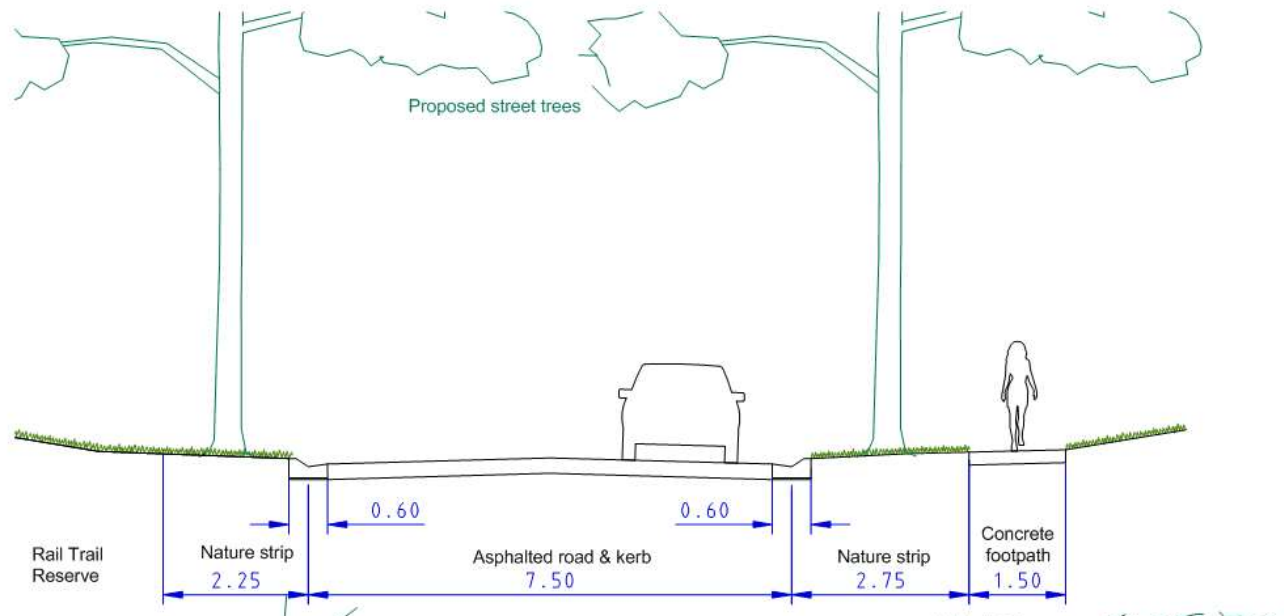 Proposed street trees
0.60
0.60
Rail Trail
Reserve
Nature strip
2.25
Asphalted road & kerb
7.50
Nature strip
2.75
Concrete
footpath
1.50